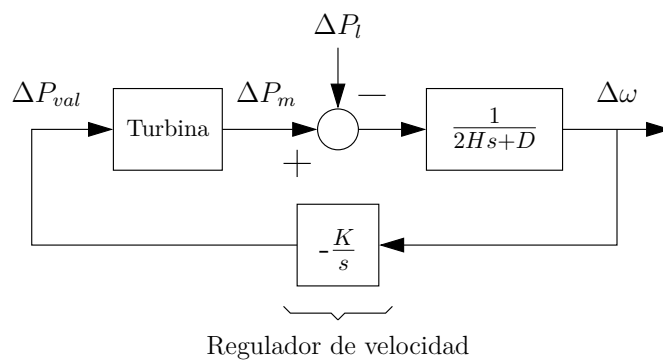 ΔP_l
ΔP_val
Turbina
ΔP_m
+
−
1/(2Hs+D)
Δω
-K/s
Regulador de velocidad